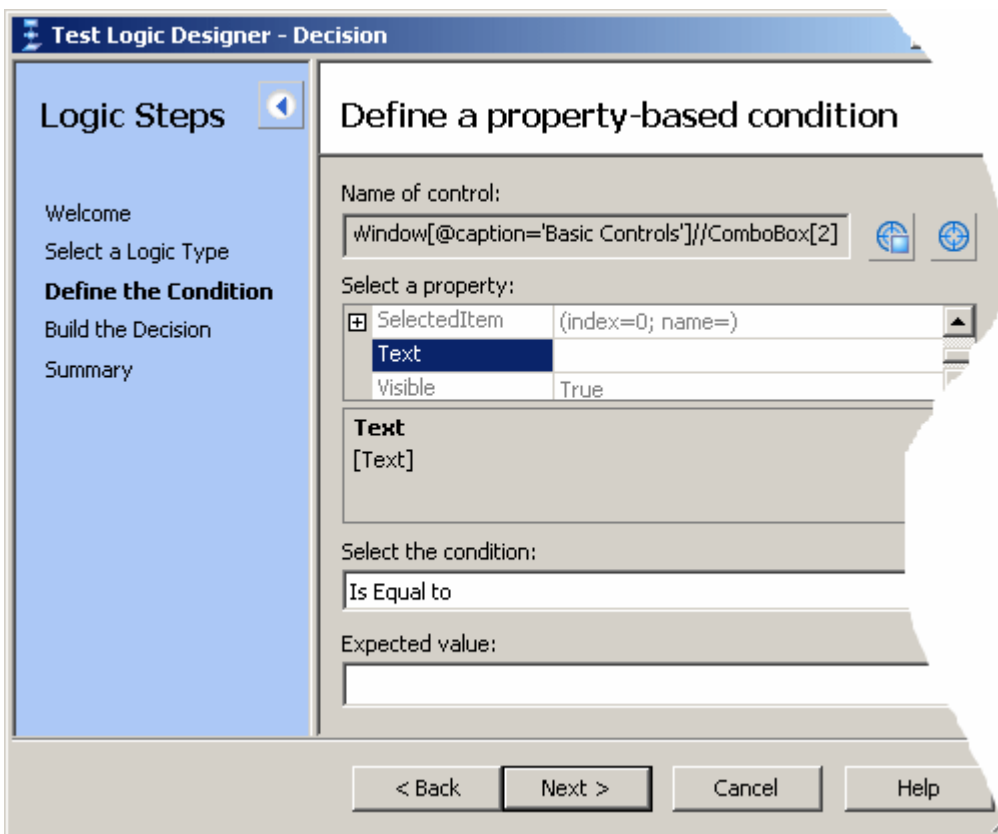 Test Logic Designer - Decision
Logic Steps
Welcome
Select a Logic Type
Define the Condition
Build the Decision
Summary
Define a property-based condition
Name of control:
Window[@caption='Basic Controls']//ComboBox[2]
Select a property:
SelectedItem (index=0; name=)
Text
Visible True
Text
[Text]
Select the condition:
Is Equal to
Expected value:
< Back Next > Cancel Help